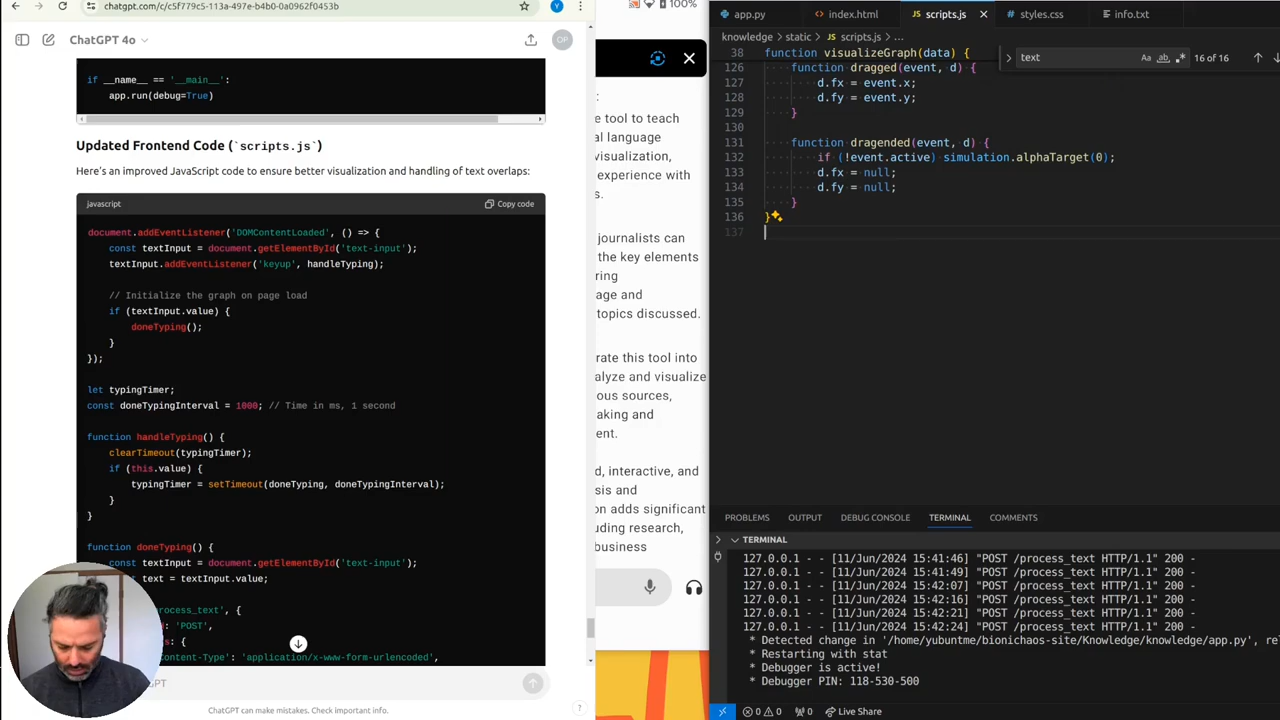 chatgpt.com/c/c5f779c5-113a-497e-b4b0-0a0962f0453b
Y
100%
ChatGPT 4o
OP
if __name__ == '__main__':
app.run(debug=True)
Updated Frontend Code (`scripts.js`)
Here's an improved JavaScript code to ensure better visualization and handling of text overlaps:
javascript
Copy code
document.addEventListener('DOMContentLoaded', () => {
const textInput = document.getElementById('text-input');
textInput.addEventListener('keyup', handleTyping);
// Initialize the graph on page load
if (textInput.value) {
doneTyping();
}
});
let typingTimer;
const doneTypingInterval = 1000; // Time in ms, 1 second
function handleTyping() {
clearTimeout(typingTimer);
if (this.value) {
typingTimer = setTimeout(doneTyping, doneTypingInterval);
}
}
function doneTyping() {
textInput = document.getElementById('text-input');
text = textInput.value;
process_text', {
: 'POST',
s: {
ontent-Type': 'application/x-www-form-urlencoded',
GPT
ChatGPT can make mistakes. Check important info.
?
:
e tool to teach
al language
visualization,
experience with
s.
journalists can
the key elements
ring
age and
topics discussed.
rate this tool into
alyze and visualize
ous sources,
aking and
ent.
d, interactive, and
sis and
on adds significant
luding research,
business
app.py
index.html
JS scripts.js
# styles.css
info.txt
knowledge > static > JS scripts.js > ...
38 function visualizeGraph(data) {
text
Aa ab .* 16 of 16
126 function dragged(event, d) {
127 d.fx = event.x;
128 d.fy = event.y;
129 }
130
131 function dragended(event, d) {
132 if (!event.active) simulation.alphaTarget(0);
133 d.fx = null;
134 d.fy = null;
135 }
136 }
137
PROBLEMS OUTPUT DEBUG CONSOLE TERMINAL COMMENTS
TERMINAL
127.0.0.1 - - [11/Jun/2024 15:41:46] "POST /process_text HTTP/1.1" 200 -
127.0.0.1 - - [11/Jun/2024 15:41:49] "POST /process_text HTTP/1.1" 200 -
127.0.0.1 - - [11/Jun/2024 15:42:07] "POST /process_text HTTP/1.1" 200 -
127.0.0.1 - - [11/Jun/2024 15:42:16] "POST /process_text HTTP/1.1" 200 -
127.0.0.1 - - [11/Jun/2024 15:42:21] "POST /process_text HTTP/1.1" 200 -
127.0.0.1 - - [11/Jun/2024 15:42:24] "POST /process_text HTTP/1.1" 200 -
* Detected change in '/home/yubuntme/bionichaos-site/Knowledge/knowledge/app.py', re
* Restarting with stat
* Debugger is active!
* Debugger PIN: 118-530-500
0 0 0 Live Share